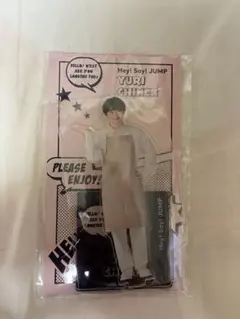 HELLO! WHAT
ARE YOU
LOOKING FOR?
Hey! Say! JUMP
YURI
CHINEN
PLEASE
ENJOY!
Hey! Say! JUMP